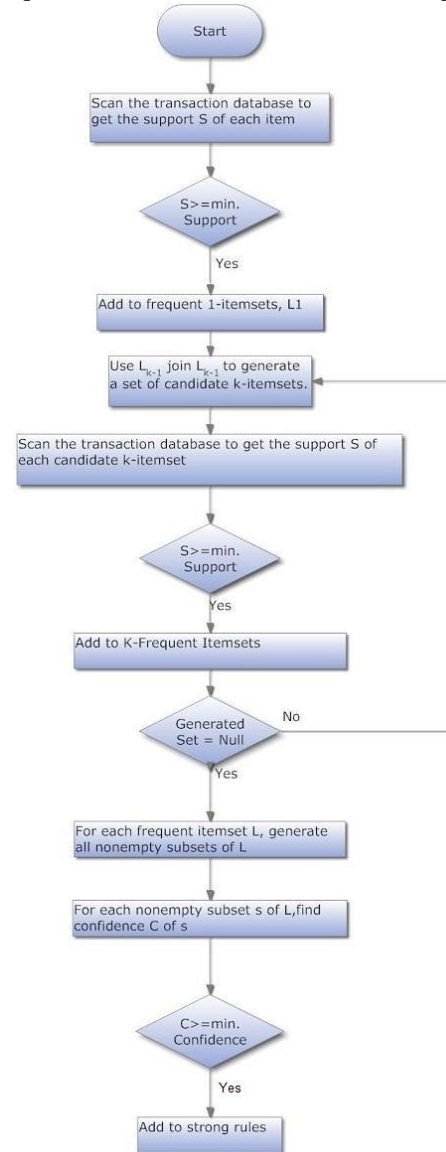 Start
Scan the transaction database to
get the support S of each item
S>=min.
Support
Yes
Add to frequent 1-itemsets, L1
Use Lk-1 join Lk-1 to generate
a set of candidate k-itemsets.
Scan the transaction database to get the support S of
each candidate k-itemset
S>=min.
Support
Yes
Add to K-Frequent Itemsets
Generated
Set = Null
No
Yes
For each frequent itemset L, generate
all nonempty subsets of L
For each nonempty subset s of L,find
confidence C of s
C>=min.
Confidence
Yes
Add to strong rules